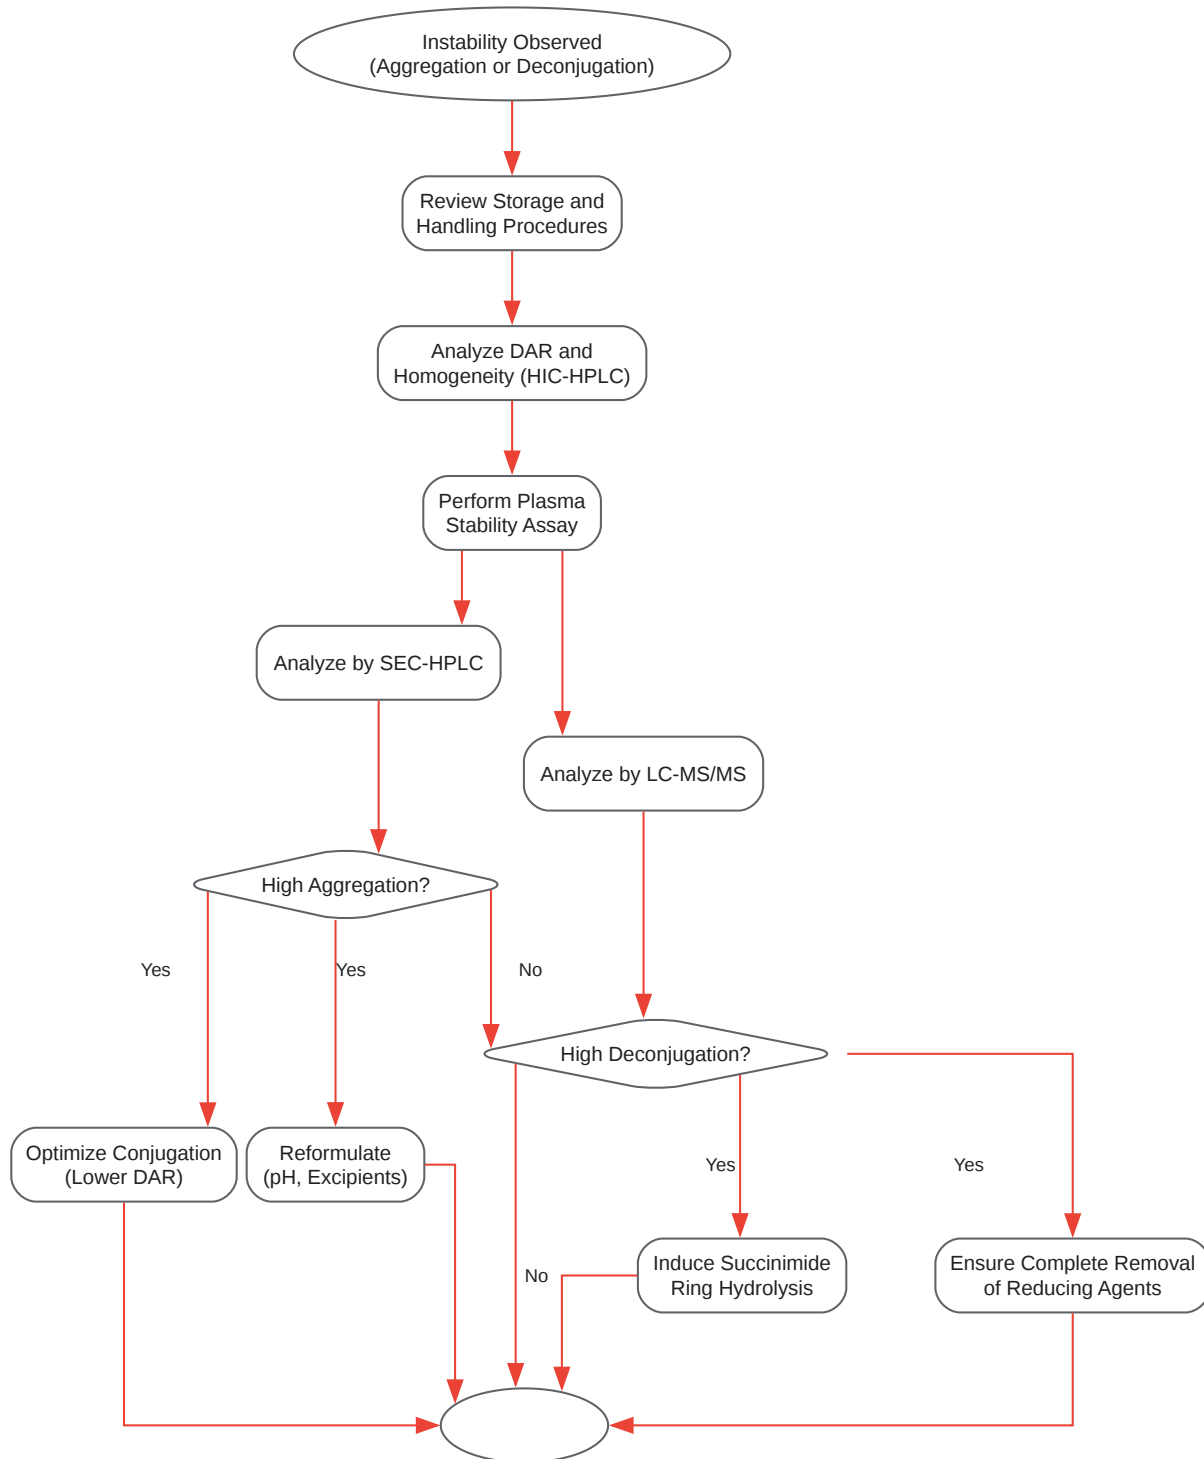 Instability Observed
(Aggregation or Deconjugation)
Review Storage and
Handling Procedures
Analyze DAR and
Homogeneity (HIC-HPLC)
Perform Plasma
Stability Assay
Analyze by SEC-HPLC
Analyze by LC-MS/MS
High Aggregation?
Yes
Yes
No
High Deconjugation?
Optimize Conjugation
(Lower DAR)
Reformulate
(pH, Excipients)
Yes
Yes
No
Induce Succinimide
Ring Hydrolysis
Ensure Complete Removal
of Reducing Agents